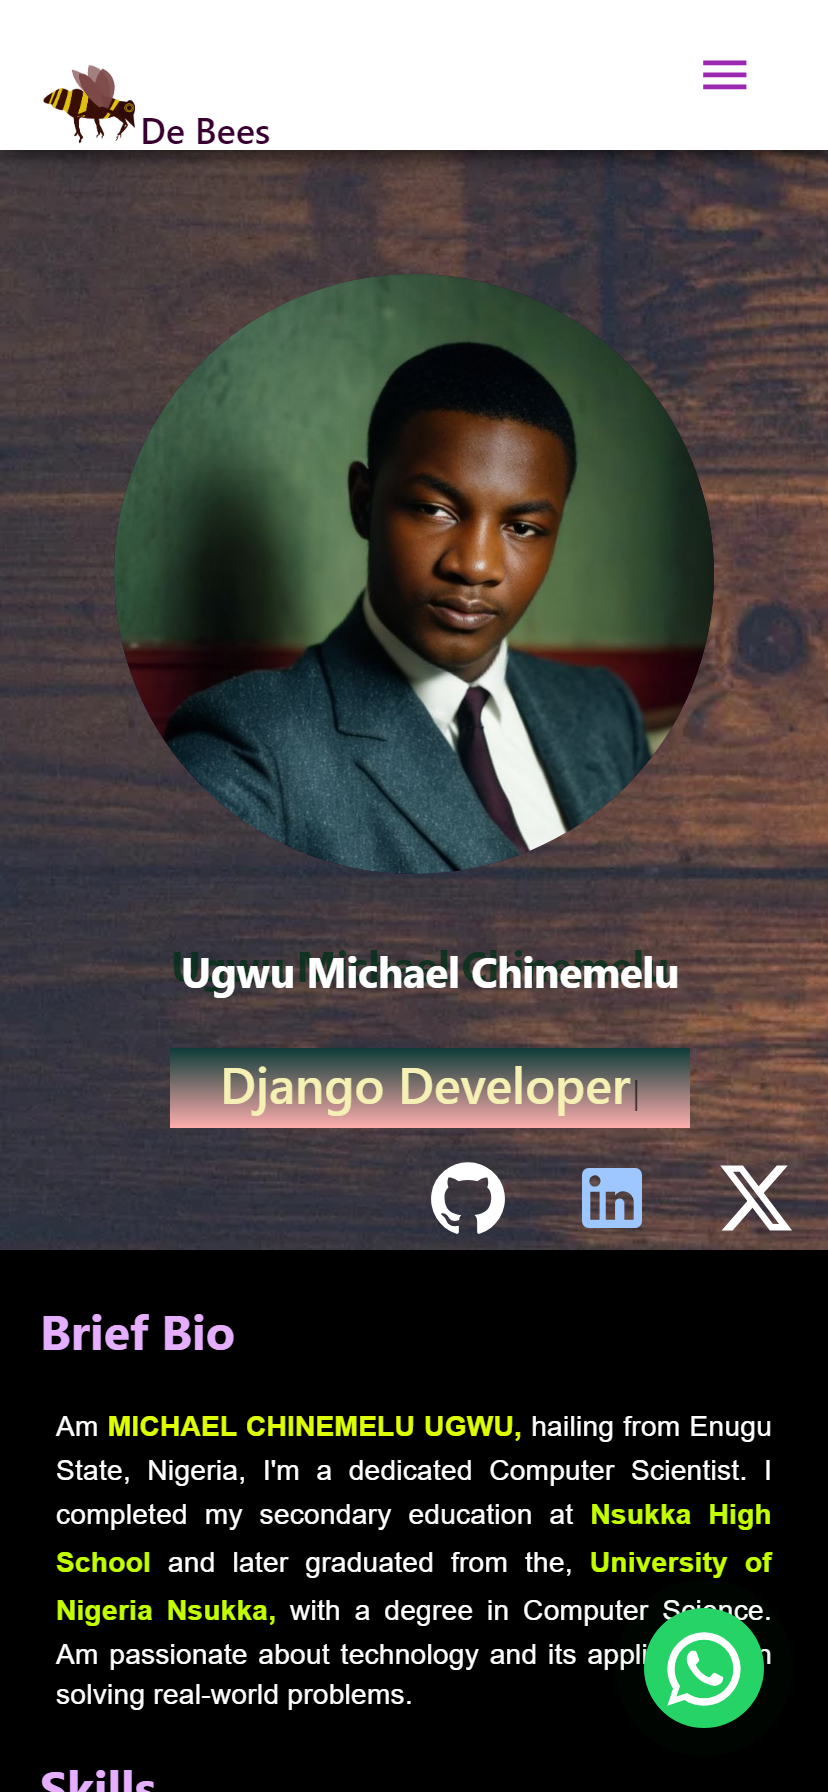 De Bees
Ugwu Michael Chinemelu
Django Developer
Brief Bio
Am MICHAEL CHINEMELU UGWU, hailing from Enugu
State, Nigeria, I'm a dedicated Computer Scientist. I
completed my secondary education at Nsukka High
School and later graduated from the, University of
Nigeria Nsukka, with a degree in Computer Science.
Am passionate about technology and its
solving real-world problems.
Skills